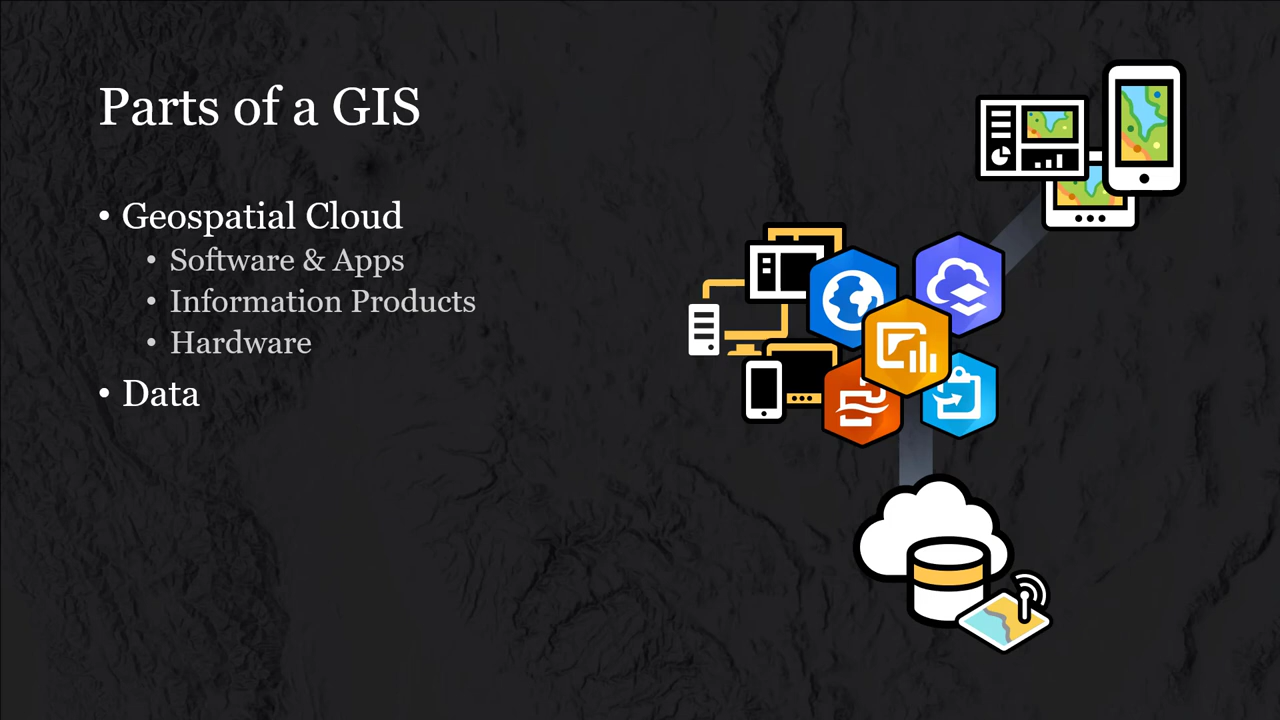 Parts of a GIS
• Geospatial Cloud
• Software & Apps
• Information Products
• Hardware
• Data